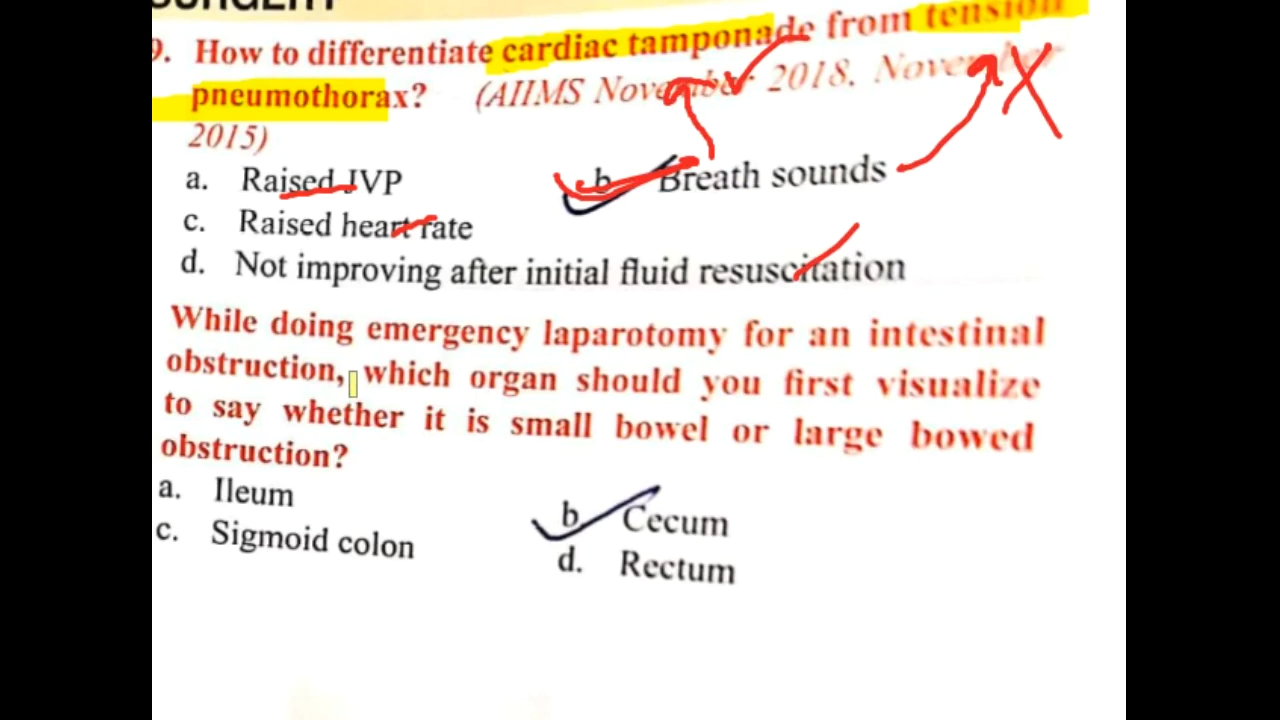 SURGERY
9. How to differentiate cardiac tamponade from tension
pneumothorax? (AIIMS November 2018. November
2015)
a. Raised JVP b. Breath sounds
c. Raised heart rate
d. Not improving after initial fluid resuscitation
While doing emergency laparotomy for an intestinal
obstruction, which organ should you first visualize
to say whether it is small bowel or large bowed
obstruction?
a. Ileum b. Cecum
c. Sigmoid colon d. Rectum